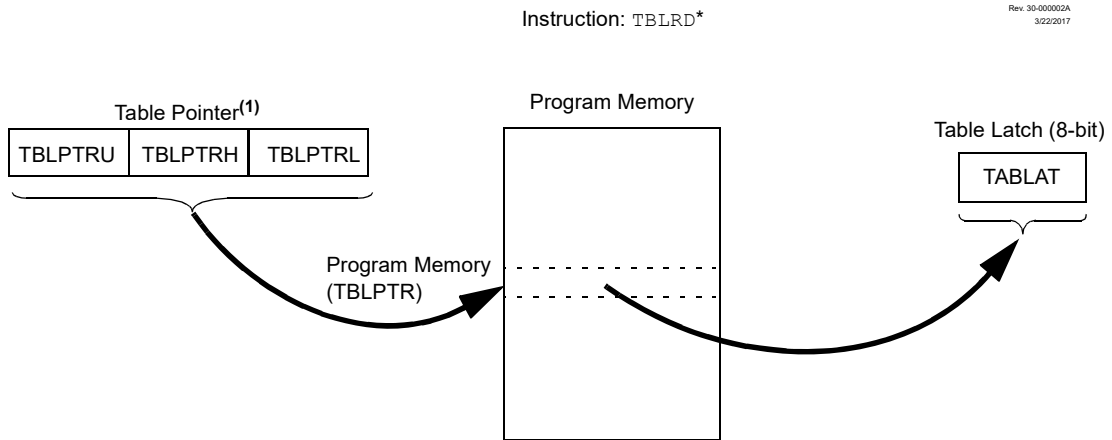 Instruction: TBLRD*
Rev. 30-000002A
3/22/2017
Table Pointer(1)
Program Memory
Table Latch (8-bit)
TBLPTRU TBLPTRH TBLPTRL
TABLAT
Program Memory
(TBLPTR)